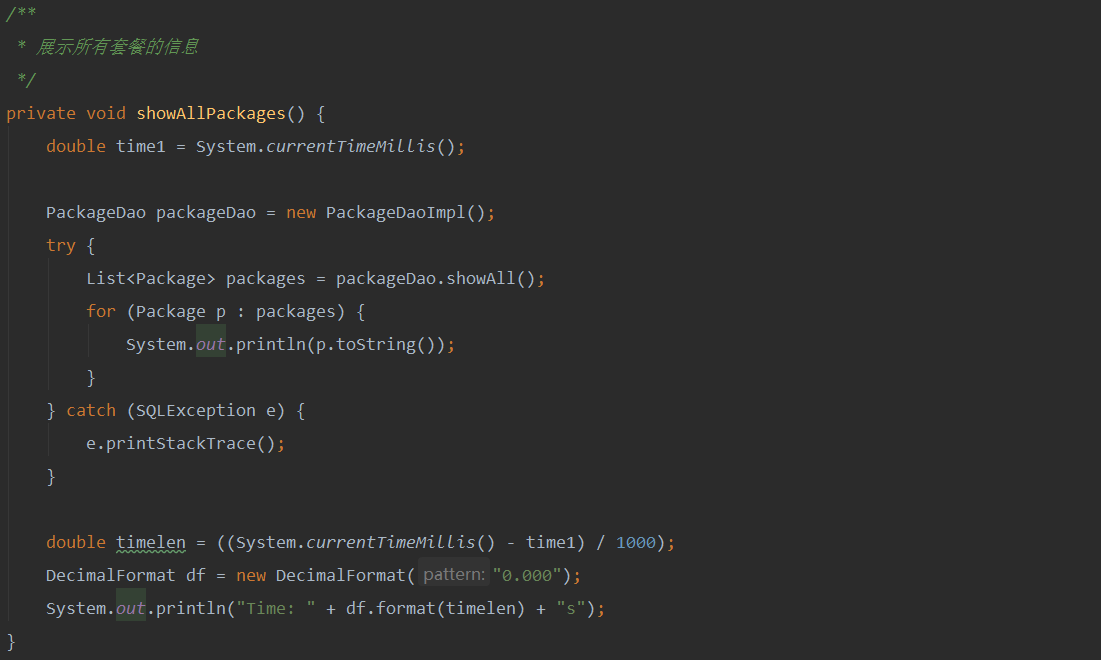 /**
 * 展示所有套餐的信息
 */
private void showAllPackages() {
    double time1 = System.currentTimeMillis();
    PackageDao packageDao = new PackageDaoImpl();
    try {
        List<Package> packages = packageDao.showAll();
        for (Package p : packages) {
            System.out.println(p.toString());
        }
    } catch (SQLException e) {
        e.printStackTrace();
    }
    double timelen = ((System.currentTimeMillis() - time1) / 1000);
    DecimalFormat df = new DecimalFormat( pattern: "0.000");
    System.out.println("Time: " + df.format(timelen) + "s");
}